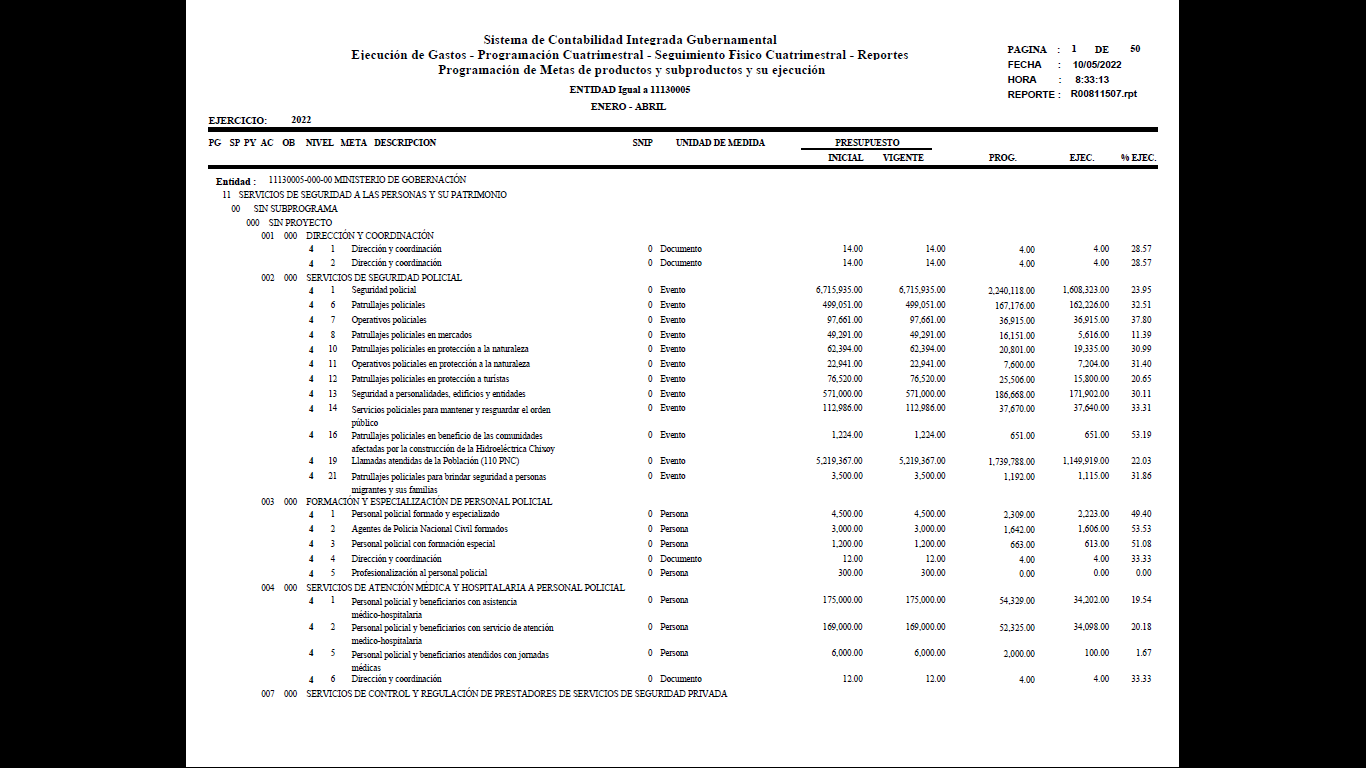 Sistema de Contabilidad Integrada Gubernamental
Ejecución de Gastos - Programación Cuatrimestral - Seguimiento Fisico Cuatrimestral - Reportes
Programación de Metas de productos y subproductos y su ejecución
ENTIDAD Igual a 11130005
ENERO - ABRIL
PAGINA : 1 DE 50
FECHA : 10/05/2022
HORA : 8:33:13
REPORTE : R00811507.rpt
EJERCICIO: 2022
PG SP PY AC OB NIVEL META DESCRIPCION SNIP UNIDAD DE MEDIDA PRESUPUESTO
INICIAL VIGENTE PROG. EJEC. % EJEC.
Entidad : 11130005-000-00 MINISTERIO DE GOBERNACIÓN
11 SERVICIOS DE SEGURIDAD A LAS PERSONAS Y SU PATRIMONIO
00 SIN SUBPROGRAMA
000 SIN PROYECTO
001 000 DIRECCIÓN Y COORDINACIÓN
4 1 Dirección y coordinación 0 Documento 14.00 14.00 4.00 4.00 28.57
4 2 Dirección y coordinación 0 Documento 14.00 14.00 4.00 4.00 28.57
002 000 SERVICIOS DE SEGURIDAD POLICIAL
4 1 Seguridad policial 0 Evento 6,715,935.00 6,715,935.00 2,240,118.00 1,608,323.00 23.95
4 6 Patrullajes policiales 0 Evento 499,051.00 499,051.00 167,176.00 162,226.00 32.51
4 7 Operativos policiales 0 Evento 97,661.00 97,661.00 36,915.00 36,915.00 37.80
4 8 Patrullajes policiales en mercados 0 Evento 49,291.00 49,291.00 16,151.00 5,616.00 11.39
4 10 Patrullajes policiales en protección a la naturaleza 0 Evento 62,394.00 62,394.00 20,801.00 19,335.00 30.99
4 11 Operativos policiales en protección a la naturaleza 0 Evento 22,941.00 22,941.00 7,600.00 7,204.00 31.40
4 12 Patrullajes policiales en protección a turistas 0 Evento 76,520.00 76,520.00 25,506.00 15,800.00 20.65
4 13 Seguridad a personalidades, edificios y entidades 0 Evento 571,000.00 571,000.00 186,668.00 171,902.00 30.11
4 14 Servicios policiales para mantener y resguardar el orden 0 Evento 112,986.00 112,986.00 37,670.00 37,640.00 33.31
público
4 16 Patrullajes policiales en beneficio de las comunidades 0 Evento 1,224.00 1,224.00 651.00 651.00 53.19
afectadas por la construcción de la Hidroeléctrica Chixoy
4 19 Llamadas atendidas de la Población (110 PNC) 0 Evento 5,219,367.00 5,219,367.00 1,739,788.00 1,149,919.00 22.03
4 21 Patrullajes policiales para brindar seguridad a personas 0 Evento 3,500.00 3,500.00 1,192.00 1,115.00 31.86
migrantes y sus familias
003 000 FORMACIÓN Y ESPECIALIZACIÓN DE PERSONAL POLICIAL
4 1 Personal policial formado y especializado 0 Persona 4,500.00 4,500.00 2,309.00 2,223.00 49.40
4 2 Agentes de Policia Nacional Civil formados 0 Persona 3,000.00 3,000.00 1,642.00 1,606.00 53.53
4 3 Personal policial con formación especial 0 Persona 1,200.00 1,200.00 663.00 613.00 51.08
4 4 Dirección y coordinación 0 Documento 12.00 12.00 4.00 4.00 33.33
4 5 Profesionalización al personal policial 0 Persona 300.00 300.00 0.00 0.00 0.00
004 000 SERVICIOS DE ATENCIÓN MÉDICA Y HOSPITALARIA A PERSONAL POLICIAL
4 1 Personal policial y beneficiarios con asistencia 0 Persona 175,000.00 175,000.00 54,329.00 34,202.00 19.54
médico-hospitalaria
4 2 Personal policial y beneficiarios con servicio de atención 0 Persona 169,000.00 169,000.00 52,325.00 34,098.00 20.18
medico-hospitalaria
4 5 Personal policial y beneficiarios atendidos con jornadas 0 Persona 6,000.00 6,000.00 2,000.00 100.00 1.67
médicas
4 6 Dirección y coordinación 0 Documento 12.00 12.00 4.00 4.00 33.33
007 000 SERVICIOS DE CONTROL Y REGULACIÓN DE PRESTADORES DE SERVICIOS DE SEGURIDAD PRIVADA